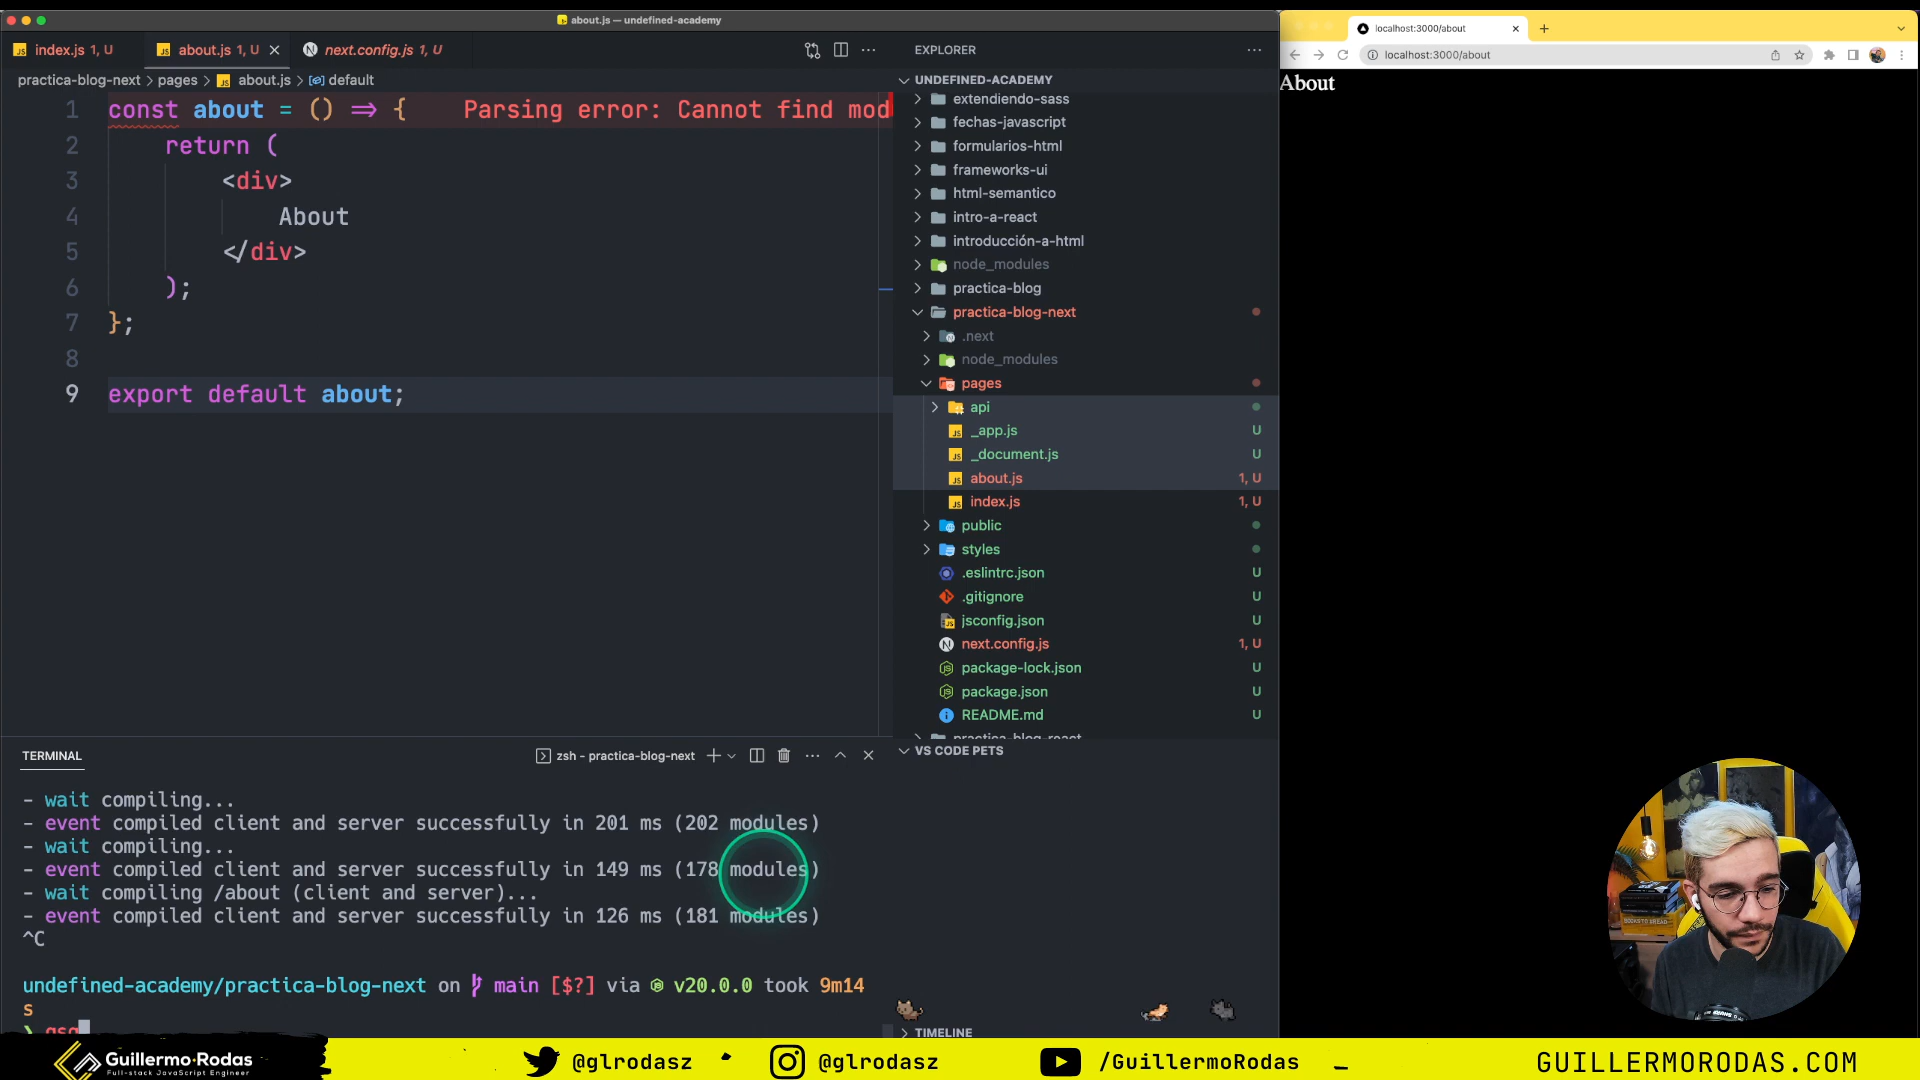 about.js — undefined-academy
index.js 1, U
about.js 1, U
next.config.js 1, U
practica-blog-next > pages > about.js > default
1 const about = () => { Parsing error: Cannot find mod
2 return (
3 <div>
4 About
5 </div>
6 );
7 };
8
9 export default about;
EXPLORER
UNDEFINED-ACADEMY
extendiendo-sass
fechas-javascript
formularios-html
frameworks-ui
html-semantico
intro-a-react
introducción-a-html
node_modules
practica-blog
practica-blog-next
.next
node_modules
pages
api
_app.js U
_document.js U
about.js 1, U
index.js 1, U
public
styles
.eslintrc.json U
.gitignore U
jsconfig.json U
next.config.js 1, U
package-lock.json U
package.json U
README.md U
practica-blog-react
VS CODE PETS
TIMELINE
TERMINAL
zsh - practica-blog-next
- wait compiling...
- event compiled client and server successfully in 201 ms (202 modules)
- wait compiling...
- event compiled client and server successfully in 149 ms (178 modules)
- wait compiling /about (client and server)...
- event compiled client and server successfully in 126 ms (181 modules)
^C
undefined-academy/practica-blog-next on main [$?] via v20.0.0 took 9m14
s
localhost:3000/about
localhost:3000/about
About
Guillermo Rodas
Full-stack JavaScript Engineer
@glrodasz
@glrodasz
/GuillermoRodas
GUILLERMORODAS.COM